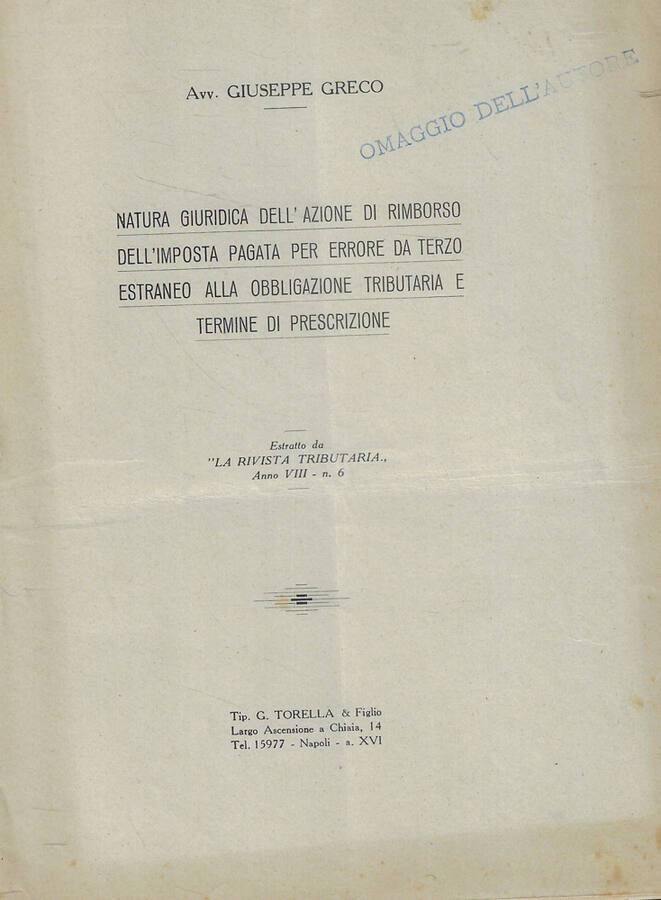 Avv. GIUSEPPE GRECO
OMAGGIO DELL'AUTORE
NATURA GIURIDICA DELL'AZIONE DI RIMBORSO
DELL'IMPOSTA PAGATA PER ERRORE DA TERZO
ESTRANEO ALLA OBBLIGAZIONE TRIBUTARIA E
TERMINE DI PRESCRIZIONE
Estratto da
"LA RIVISTA TRIBUTARIA„
Anno VIII - n. 6
Tip. G. TORELLA & Figlio
Largo Ascensione a Chiaia, 14
Tel. 15977 - Napoli - a. XVI